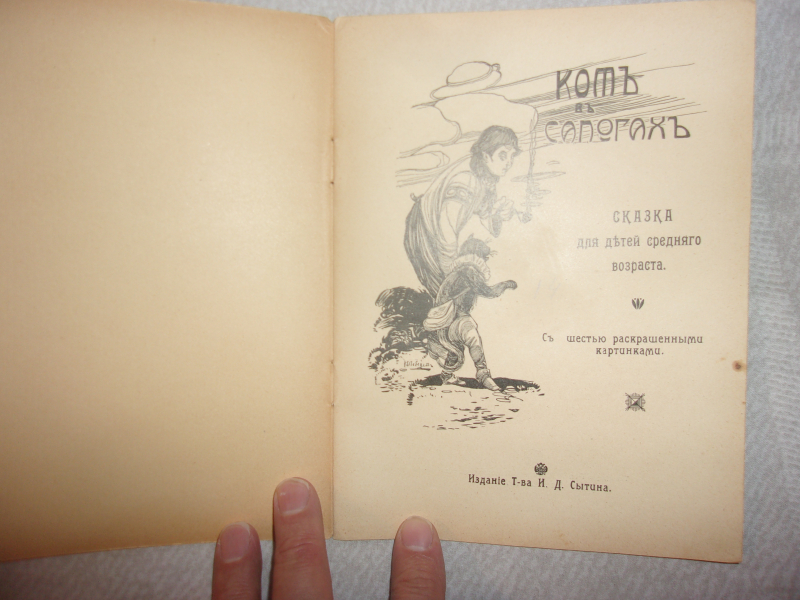 Котъ
въ
сапогахъ
СКАЗКА
для дѣтей средняго
возраста.
Съ шестью раскрашенными
картинками.
Изданіе Т-ва И. Д. Сытина.